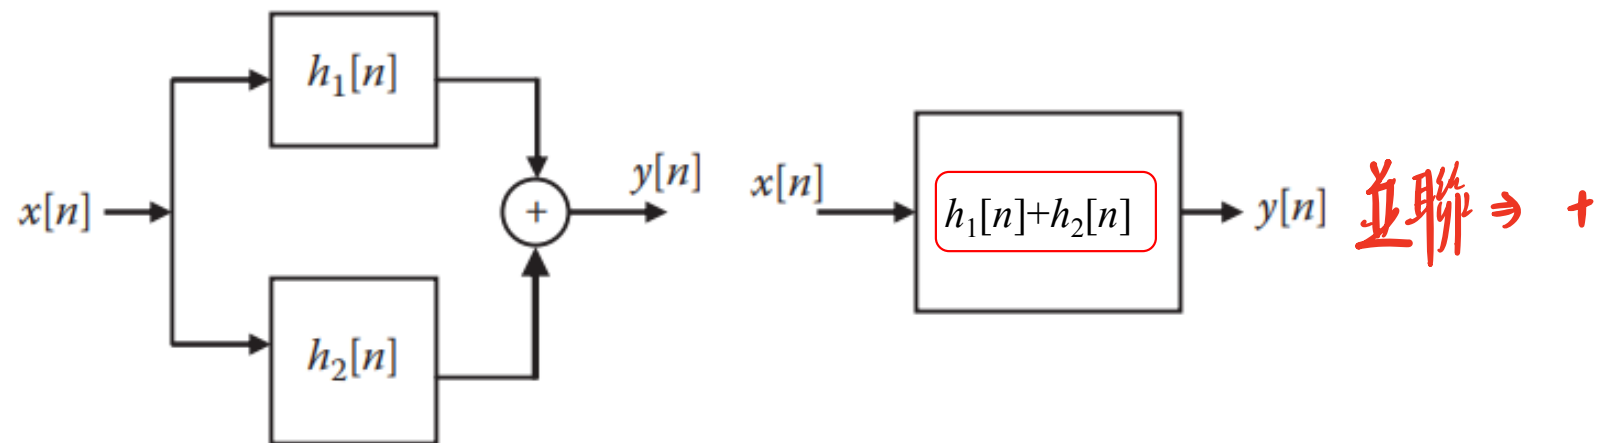 h₁[n]
x[n]
+
y[n]
h₂[n]
x[n]
h₁[n]+h₂[n]
y[n]
並聯 ⇒ +